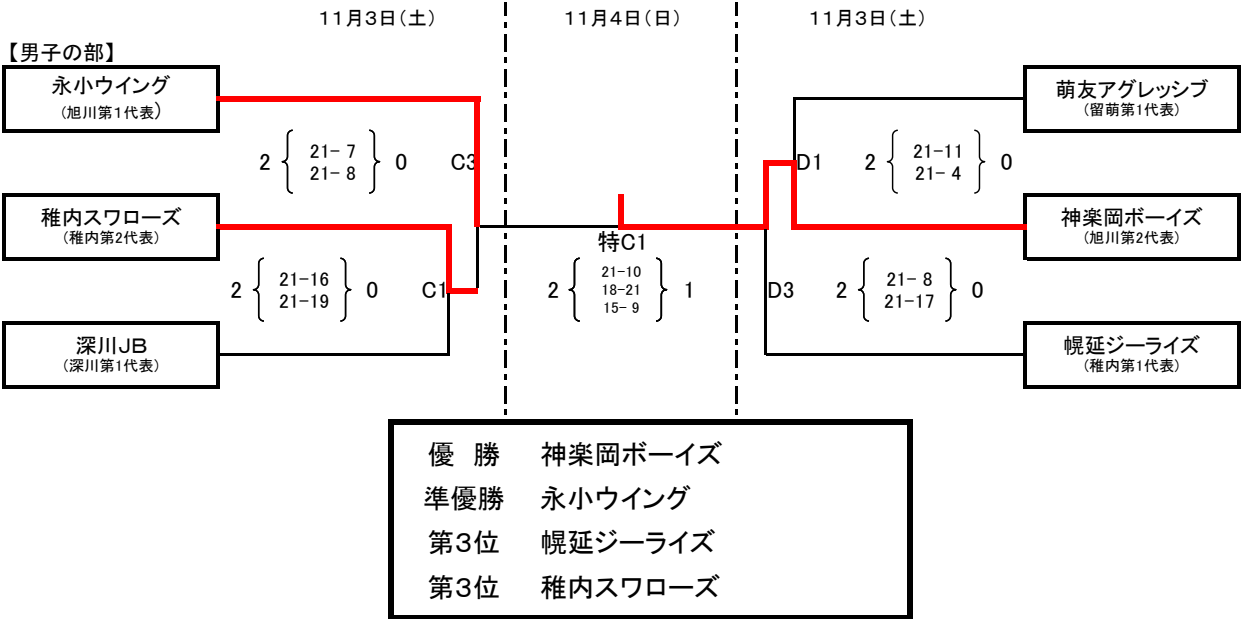 11月3日(土) 11月4日(日) 11月3日(土)
【男子の部】
永小ウイング
(旭川第1代表)
萌友アグレッシブ
(留萌第1代表)
2 21-7 0 C3
21-8
D1 2 21-11 0
21-4
稚内スワローズ
(稚内第2代表)
神楽岡ボーイズ
(旭川第2代表)
特C1
2 21-16 0 C1
21-19
21-10
2 18-21 1
15-9
D3 2 21-8 0
21-17
深川JB
(深川第1代表)
幌延ジーライズ
(稚内第1代表)
優 勝 神楽岡ボーイズ
準優勝 永小ウイング
第3位 幌延ジーライズ
第3位 稚内スワローズ